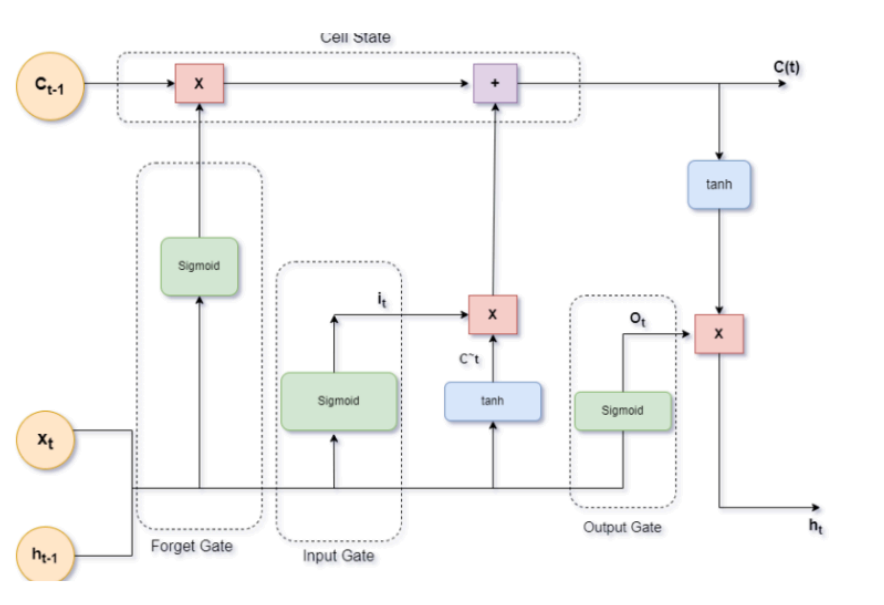 Cell State
Ct-1
X
+
C(t)
tanh
Sigmoid
it
X
Ot
X
C~t
Sigmoid
tanh
Sigmoid
Xt
ht-1
Forget Gate
Input Gate
Output Gate
ht